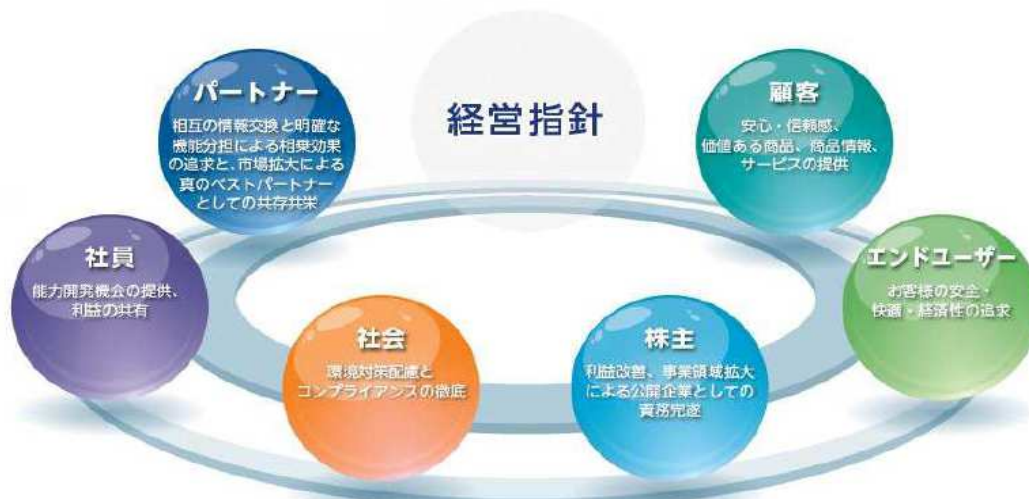 経営指針
パートナー
相互の情報交換と明確な
機能分担による相乗効果
の追求と、市場拡大による
真のベストパートナー
としての共存共栄
顧客
安心・信頼感、
価値ある商品、商品情報、
サービスの提供
社員
能力開発機会の提供、
利益の共有
エンドユーザー
お客様の安全・
快適・経済性の追求
社会
環境対策配慮と
コンプライアンスの徹底
株主
利益改善、事業領域拡大
による公開企業としての
責務完遂